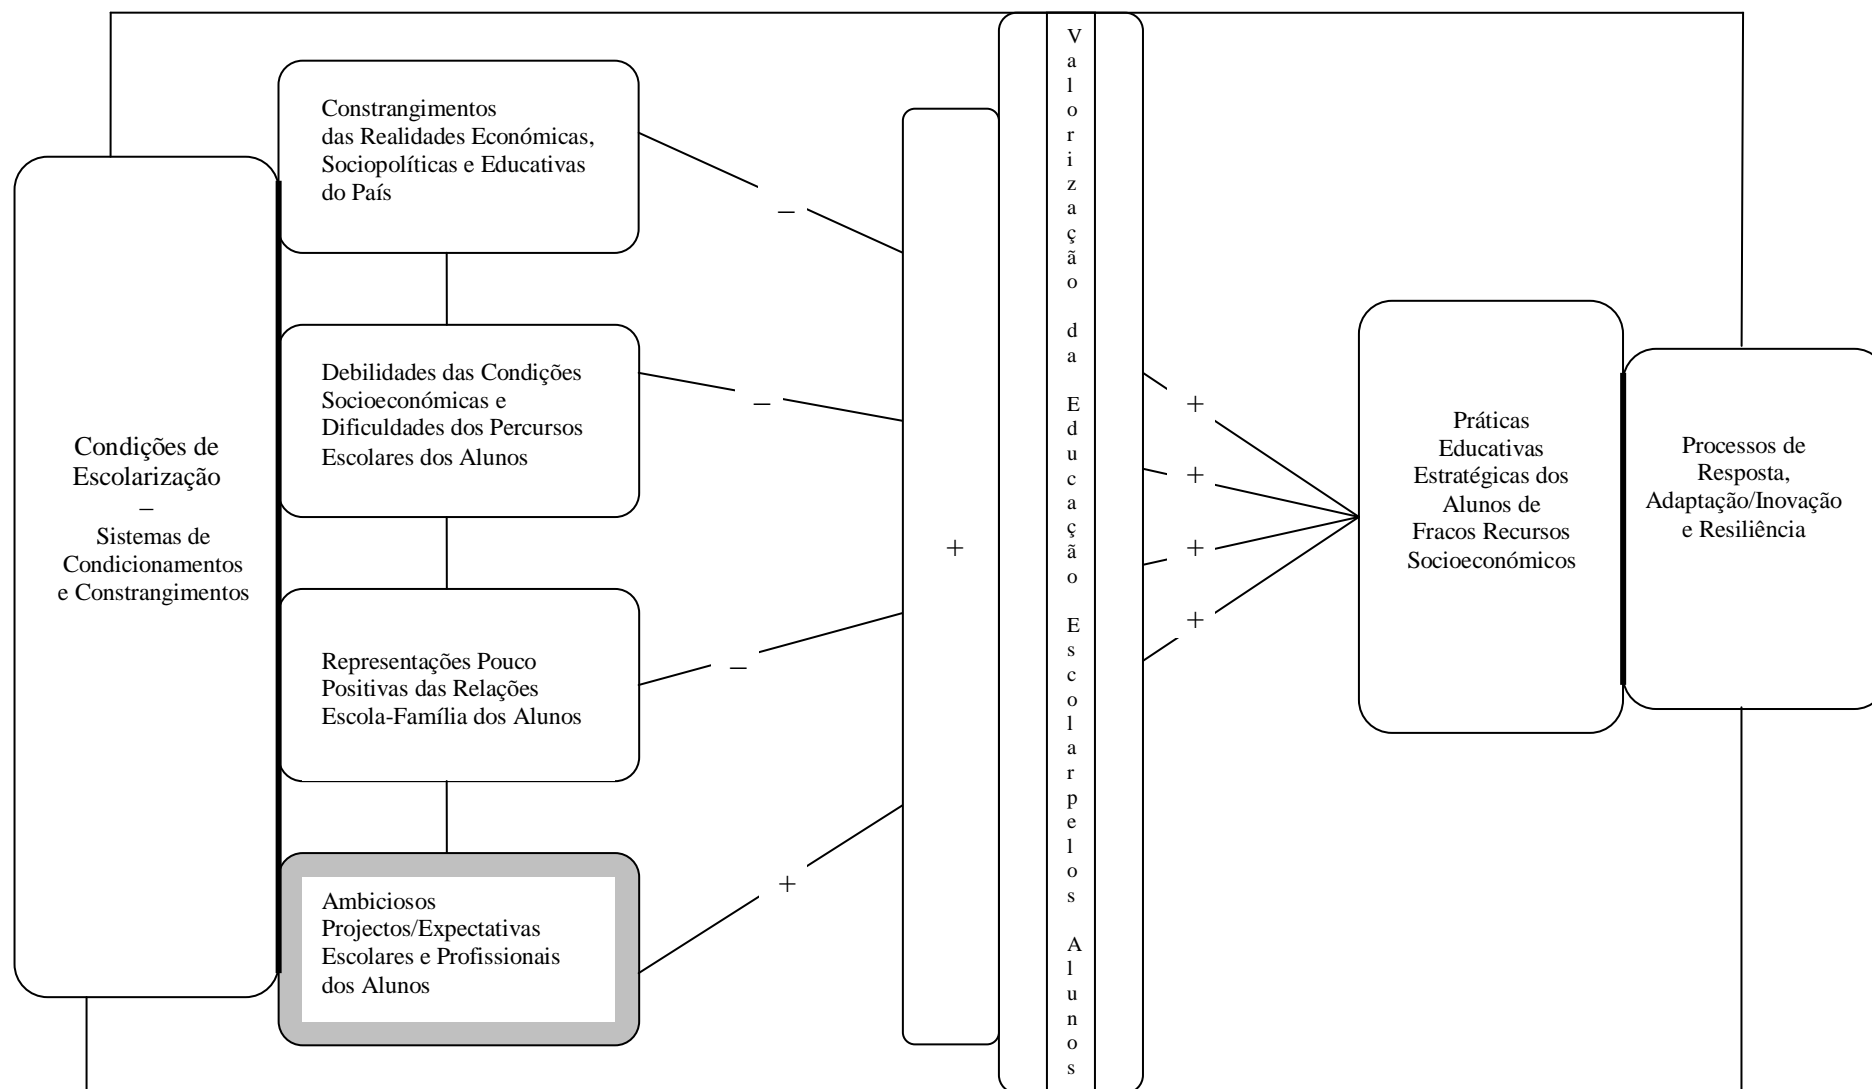 Condições de
Escolarização
–
Sistemas de
Condicionamentos
e Constrangimentos
Constrangimentos
das Realidades Económicas,
Sociopolíticas e Educativas
do País
Debilidades das Condições
Socioeconómicas e
Dificuldades dos Percursos
Escolares dos Alunos
Representações Pouco
Positivas das Relações
Escola-Família dos Alunos
Ambiciosos
Projectos/Expectativas
Escolares e Profissionais
dos Alunos
–
–
–
+
+
Valorização da Educação Escolar pelos Alunos
+
+
+
+
Práticas
Educativas
Estratégicas dos
Alunos de
Fracos Recursos
Socioeconómicos
Processos de
Resposta,
Adaptação/Inovação
e Resiliência